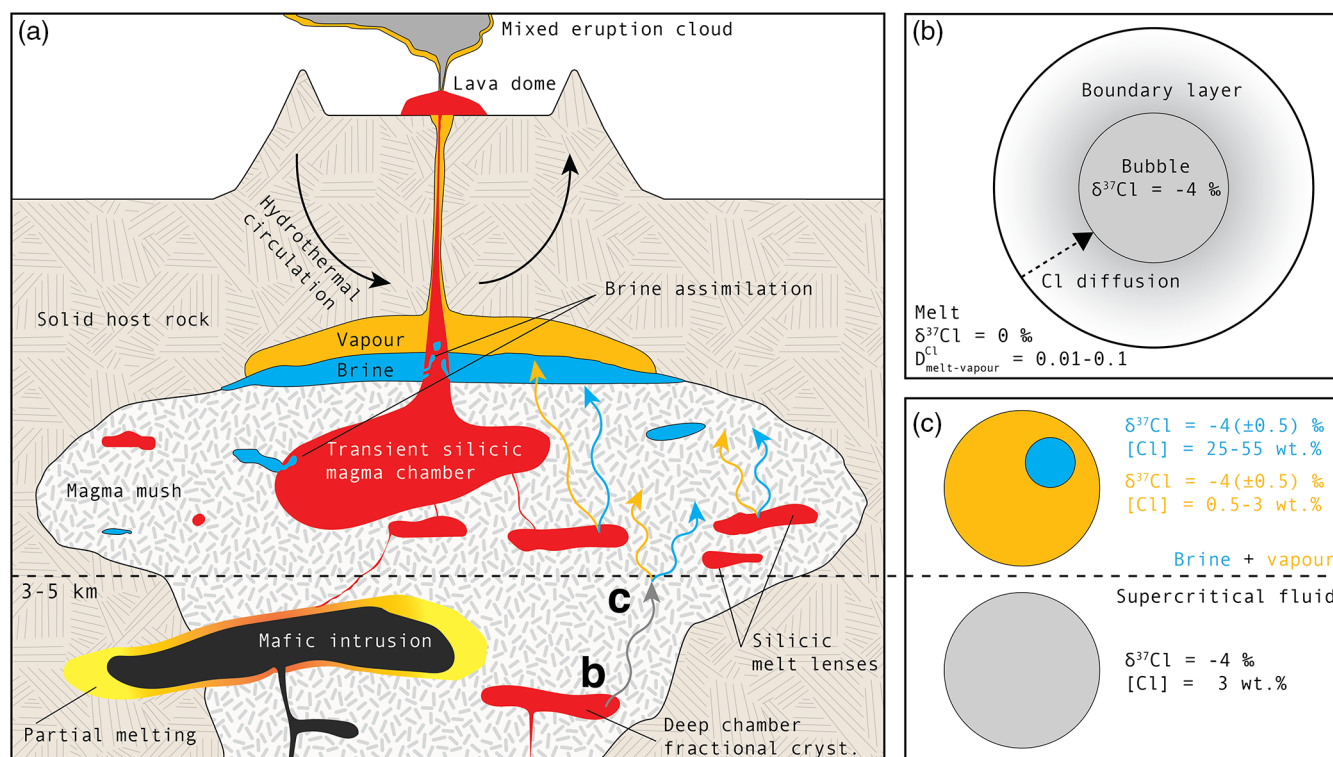 (a)
Mixed eruption cloud
Lava dome
Hydrothermal
circulation
Brine assimilation
Solid host rock
Vapour
Brine
Transient silicic
magma chamber
Magma mush
3-5 km
c
Mafic intrusion
b
Silicic
melt lenses
Partial melting
Deep chamber
fractional cryst.
(b)
Boundary layer
Bubble
δ³⁷Cl = -4 ‰
Cl diffusion
Melt
δ³⁷Cl = 0 ‰
D^Cl_melt-vapour = 0.01-0.1
(c)
δ³⁷Cl = -4(±0.5) ‰
[Cl] = 25-55 wt.%
δ³⁷Cl = -4(±0.5) ‰
[Cl] = 0.5-3 wt.%
Brine + vapour
Supercritical fluid
δ³⁷Cl = -4 ‰
[Cl] = 3 wt.%